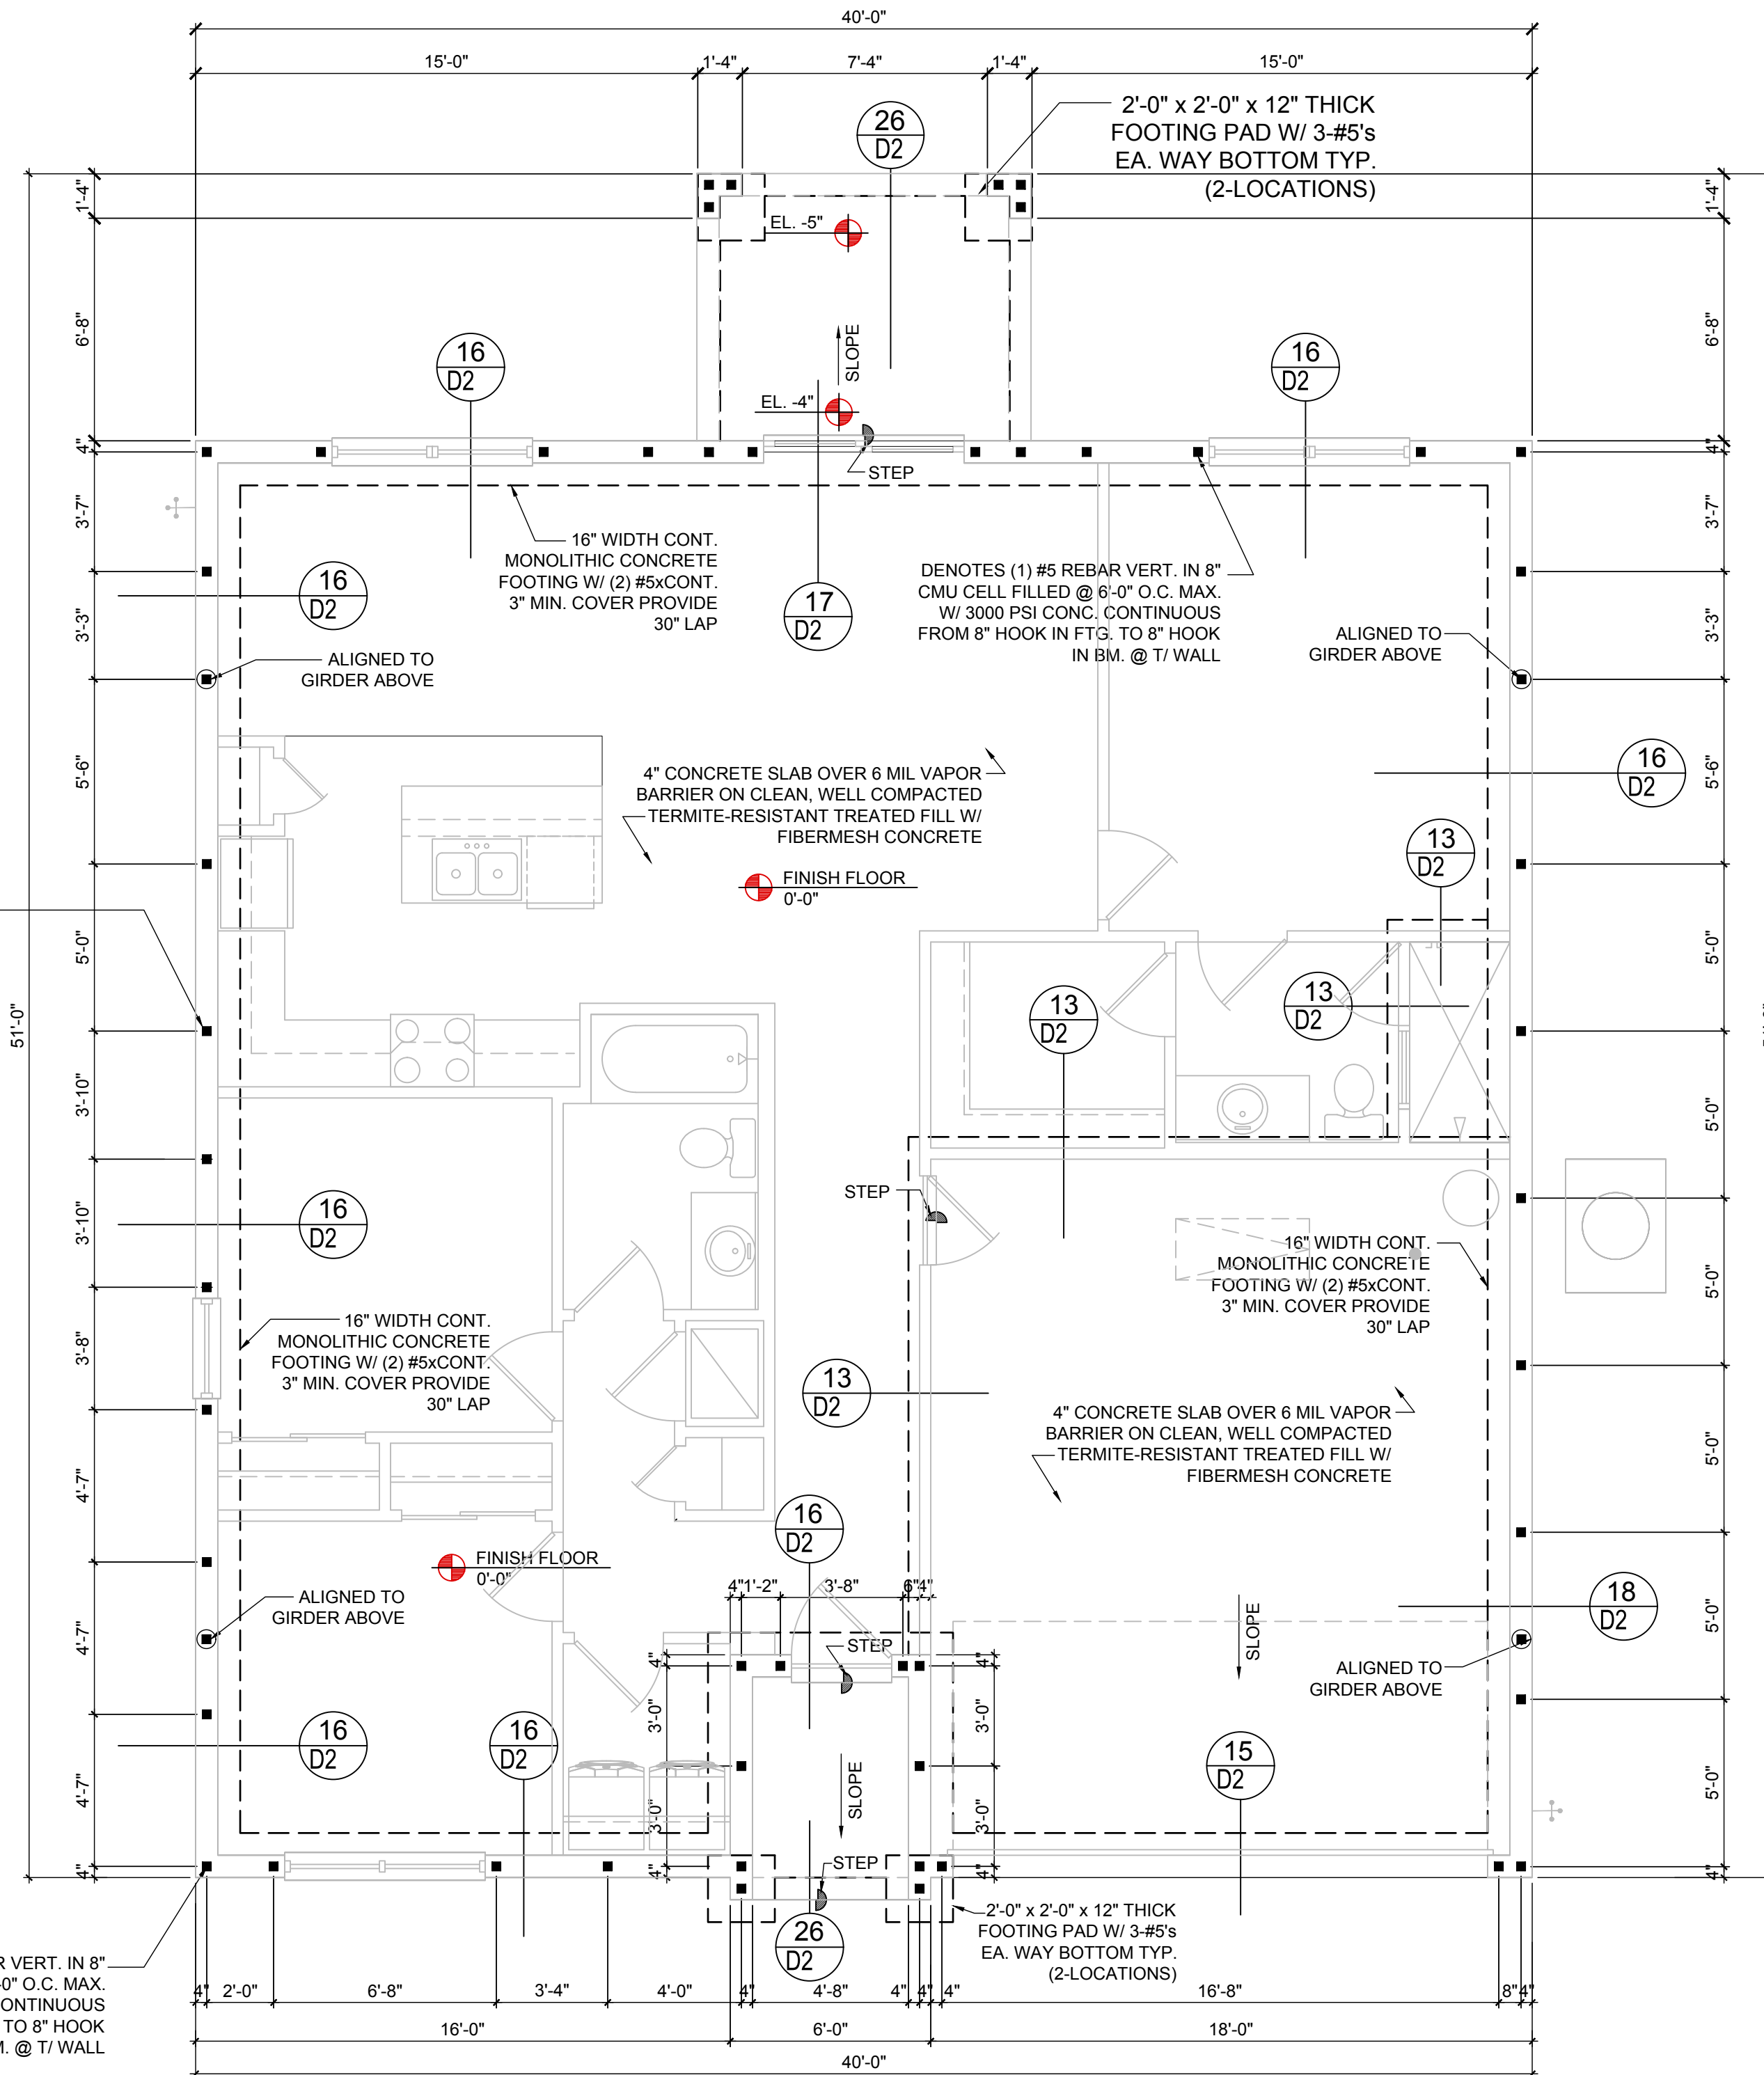 40'-0"
15'-0"
1'-4"
7'-4"
1'-4"
15'-0"
26
D2
2'-0" x 2'-0" x 12" THICK
FOOTING PAD W/ 3-#5's
EA. WAY BOTTOM TYP.
(2-LOCATIONS)
1'-4"
6'-8"
4"
3'-7"
3'-3"
5'-6"
5'-0"
3'-10"
3'-10"
3'-8"
4'-7"
4'-7"
4'-7"
4"
51'-0"
1'-4"
6'-8"
4"
3'-7"
3'-3"
5'-6"
5'-0"
5'-0"
5'-0"
5'-0"
5'-0"
5'-0"
4"
EL. -5"
SLOPE
EL. -4"
STEP
16
D2
16
D2
16" WIDTH CONT.
MONOLITHIC CONCRETE
FOOTING W/ (2) #5xCONT.
3" MIN. COVER PROVIDE
30" LAP
16
D2
17
D2
DENOTES (1) #5 REBAR VERT. IN 8"
CMU CELL FILLED @ 6'-0" O.C. MAX.
W/ 3000 PSI CONC. CONTINUOUS
FROM 8" HOOK IN FTG. TO 8" HOOK
IN BM. @ T/ WALL
ALIGNED TO
GIRDER ABOVE
ALIGNED TO
GIRDER ABOVE
16
D2
4" CONCRETE SLAB OVER 6 MIL VAPOR
BARRIER ON CLEAN, WELL COMPACTED
TERMITE-RESISTANT TREATED FILL W/
FIBERMESH CONCRETE
13
D2
FINISH FLOOR
0'-0"
13
D2
13
D2
STEP
16
D2
16" WIDTH CONT.
MONOLITHIC CONCRETE
FOOTING W/ (2) #5xCONT.
3" MIN. COVER PROVIDE
30" LAP
16" WIDTH CONT.
MONOLITHIC CONCRETE
FOOTING W/ (2) #5xCONT.
3" MIN. COVER PROVIDE
30" LAP
13
D2
4" CONCRETE SLAB OVER 6 MIL VAPOR
BARRIER ON CLEAN, WELL COMPACTED
TERMITE-RESISTANT TREATED FILL W/
FIBERMESH CONCRETE
16
D2
FINISH FLOOR
0'-0"
ALIGNED TO
GIRDER ABOVE
4"
1'-2"
3'-8"
6"
4"
SLOPE
18
D2
STEP
ALIGNED TO
GIRDER ABOVE
4"
3'-0"
3'-0"
4"
4"
3'-0"
3'-0"
4"
16
D2
16
D2
SLOPE
15
D2
STEP
26
D2
2'-0" x 2'-0" x 12" THICK
FOOTING PAD W/ 3-#5's
EA. WAY BOTTOM TYP.
(2-LOCATIONS)
R VERT. IN 8"
0" O.C. MAX.
ONTINUOUS
TO 8" HOOK
M. @ T/ WALL
4"
2'-0"
6'-8"
3'-4"
4'-0"
4"
4'-8"
4"
4"
4"
16'-8"
8"
4"
16'-0"
6'-0"
18'-0"
40'-0"